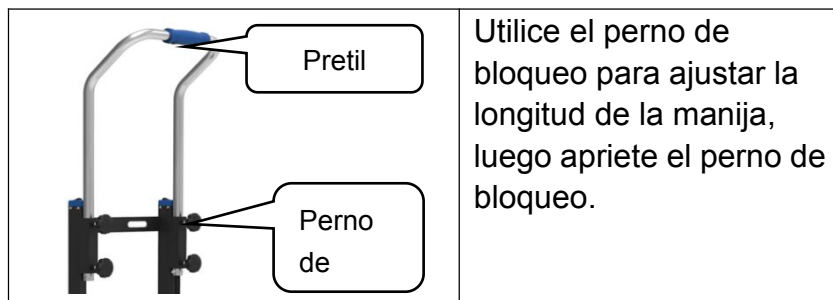 Pretil
Perno
de
Utilice el perno de
bloqueo para ajustar la
longitud de la manija,
luego apriete el perno de
bloqueo.